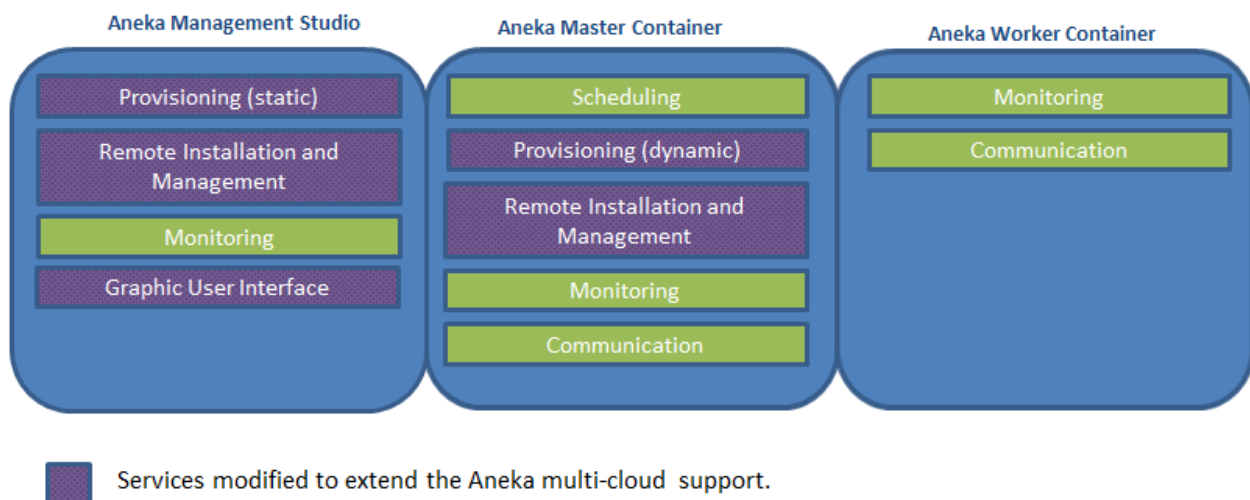 Aneka Management Studio
Provisioning (static)
Remote Installation and
Management
Monitoring
Graphic User Interface
Aneka Master Container
Scheduling
Provisioning (dynamic)
Remote Installation and
Management
Monitoring
Communication
Aneka Worker Container
Monitoring
Communication
Services modified to extend the Aneka multi-cloud support.